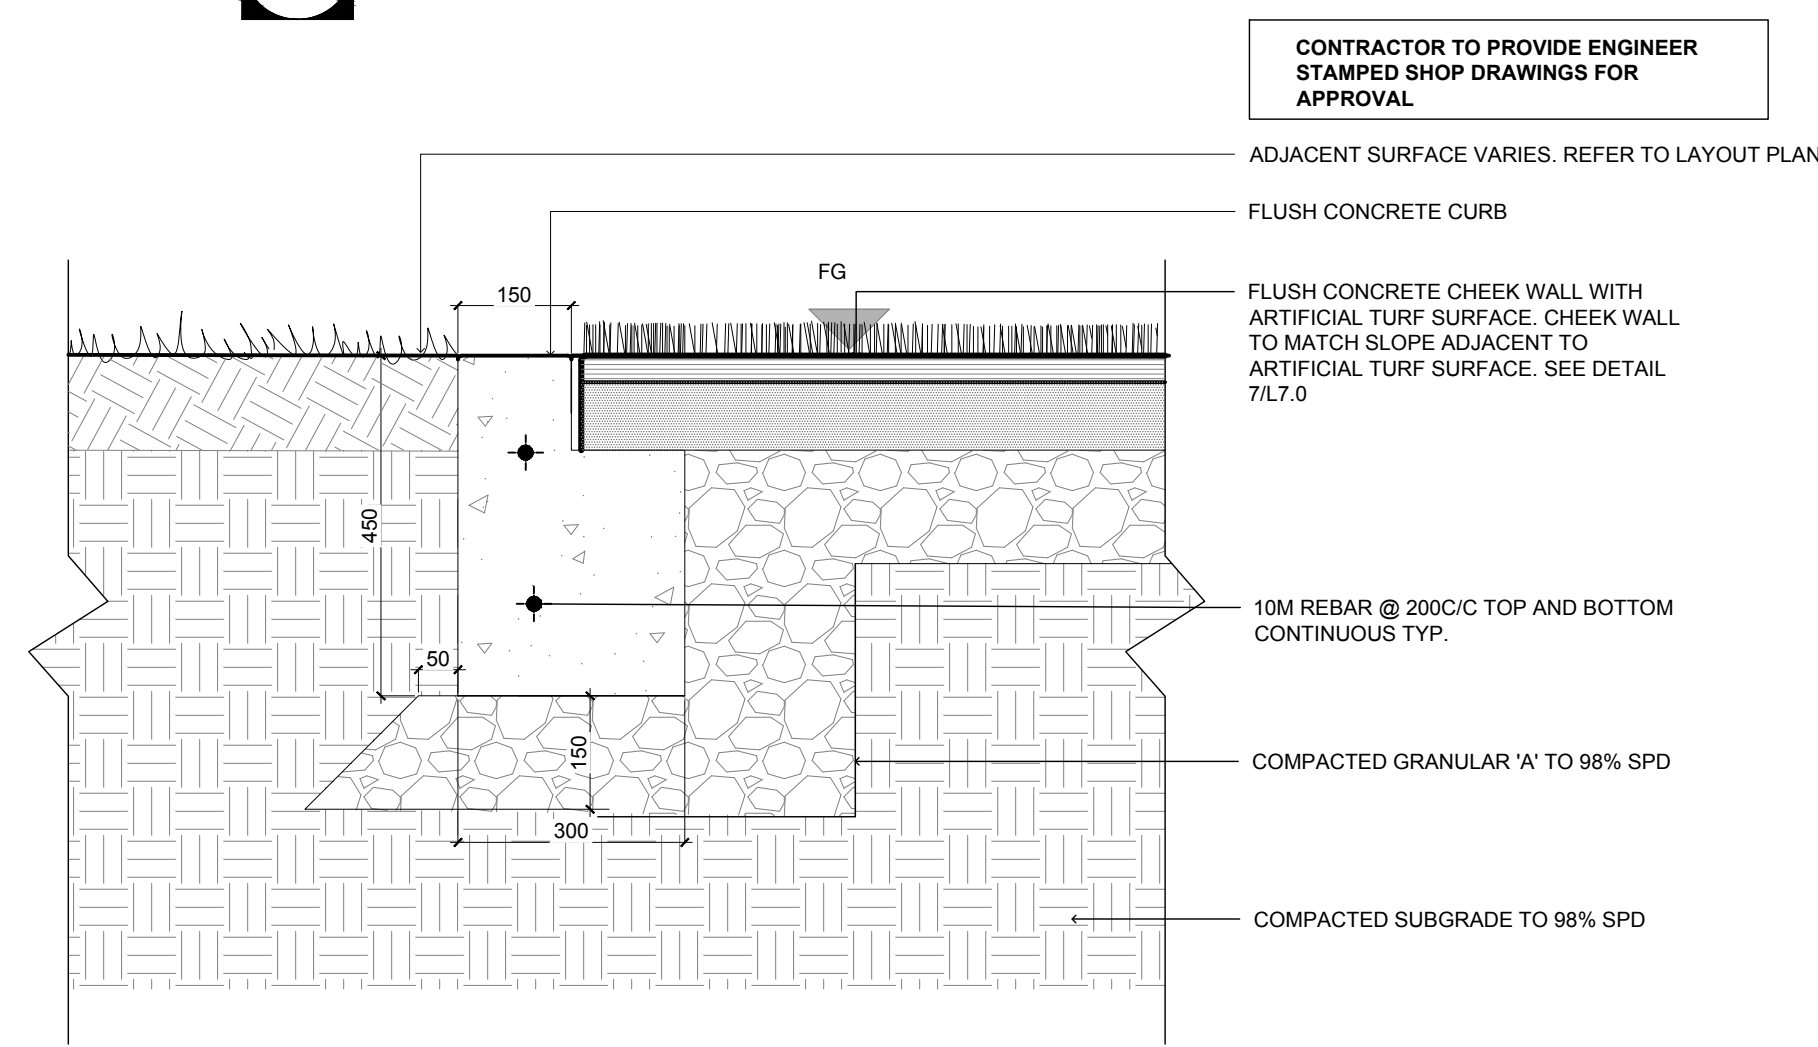 CONTRACTOR TO PROVIDE ENGINEER
STAMPED SHOP DRAWINGS FOR
APPROVAL
ADJACENT SURFACE VARIES. REFER TO LAYOUT PLAN
FLUSH CONCRETE CURB
FG
150
FLUSH CONCRETE CHEEK WALL WITH
ARTIFICIAL TURF SURFACE. CHEEK WALL
TO MATCH SLOPE ADJACENT TO
ARTIFICIAL TURF SURFACE. SEE DETAIL
7/L7.0
450
10M REBAR @ 200C/C TOP AND BOTTOM
CONTINUOUS TYP.
50
150
COMPACTED GRANULAR 'A' TO 98% SPD
300
COMPACTED SUBGRADE TO 98% SPD